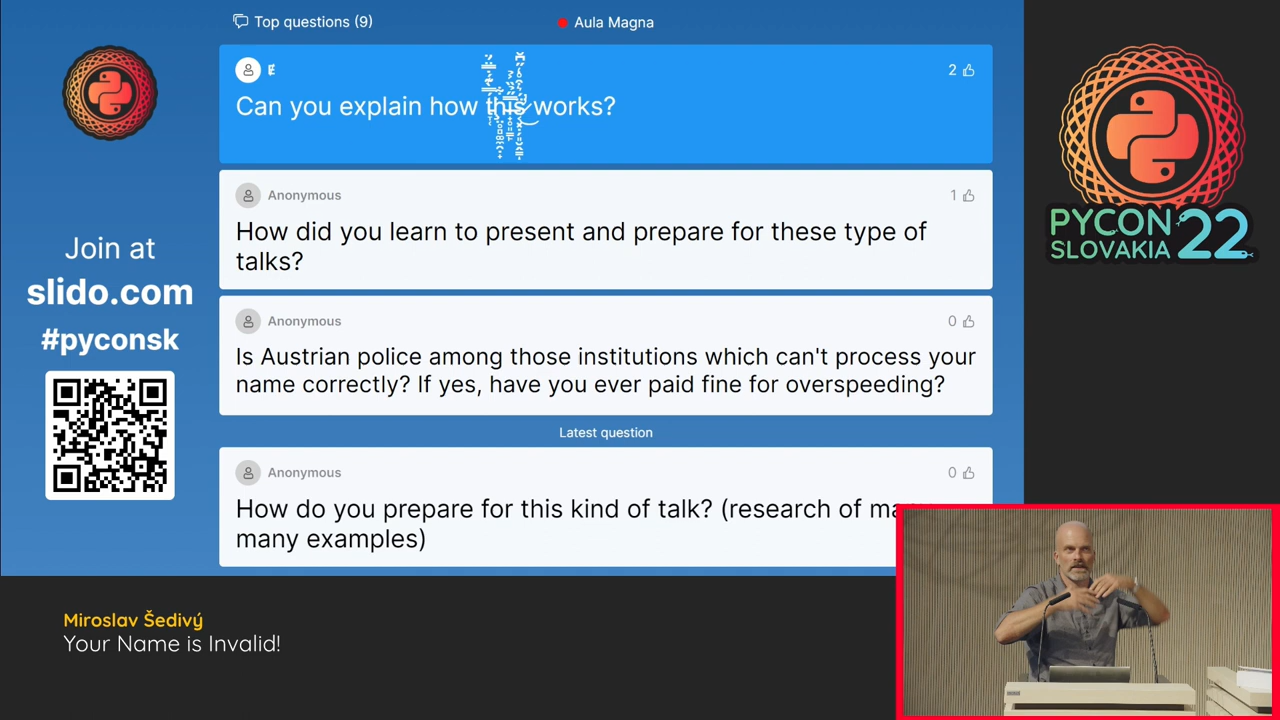 Top questions (9)
Aula Magna
Ɇ
2
Can you explain how this works?
Anonymous
1
How did you learn to present and prepare for these type of
talks?
Anonymous
0
Is Austrian police among those institutions which can't process your
name correctly? If yes, have you ever paid fine for overspeeding?
Latest question
Anonymous
0
How do you prepare for this kind of talk? (research of
many examples)
Join at
slido.com
#pyconsk
PYCON
SLOVAKIA
22
Miroslav Šedivý
Your Name is Invalid!